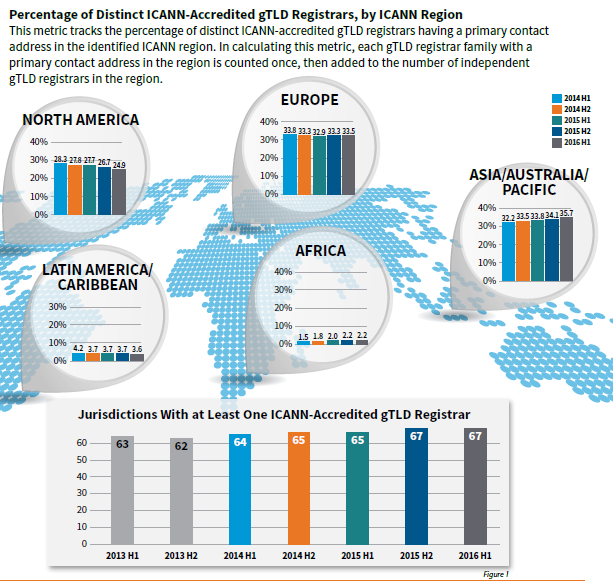 Percentage of Distinct ICANN-Accredited gTLD Registrars, by ICANN Region
This metric tracks the percentage of distinct ICANN-accredited gTLD registrars having a primary contact
address in the identified ICANN region. In calculating this metric, each gTLD registrar family with a
primary contact address in the region is counted once, then added to the number of independent
gTLD registrars in the region.
2014 H1
2014 H2
2015 H1
2015 H2
2016 H1
NORTH AMERICA
40%
30%
20%
10%
0%
28.3 27.8 27.7 26.7 24.9
EUROPE
40%
30%
20%
10%
0%
33.8 33.3 32.9 33.3 33.5
ASIA/AUSTRALIA/
PACIFIC
40%
30%
20%
10%
0%
32.2 33.5 33.8 34.1 35.7
LATIN AMERICA/
CARIBBEAN
30%
20%
10%
0%
4.2 3.7 3.7 3.7 3.6
AFRICA
40%
30%
20%
10%
0%
1.5 1.8 2.0 2.2 2.2
Jurisdictions With at Least One ICANN-Accredited gTLD Registrar
60
50
40
30
20
10
0
63 62 64 65 65 67 67
2013 H1 2013 H2 2014 H1 2014 H2 2015 H1 2015 H2 2016 H1
Figure 1